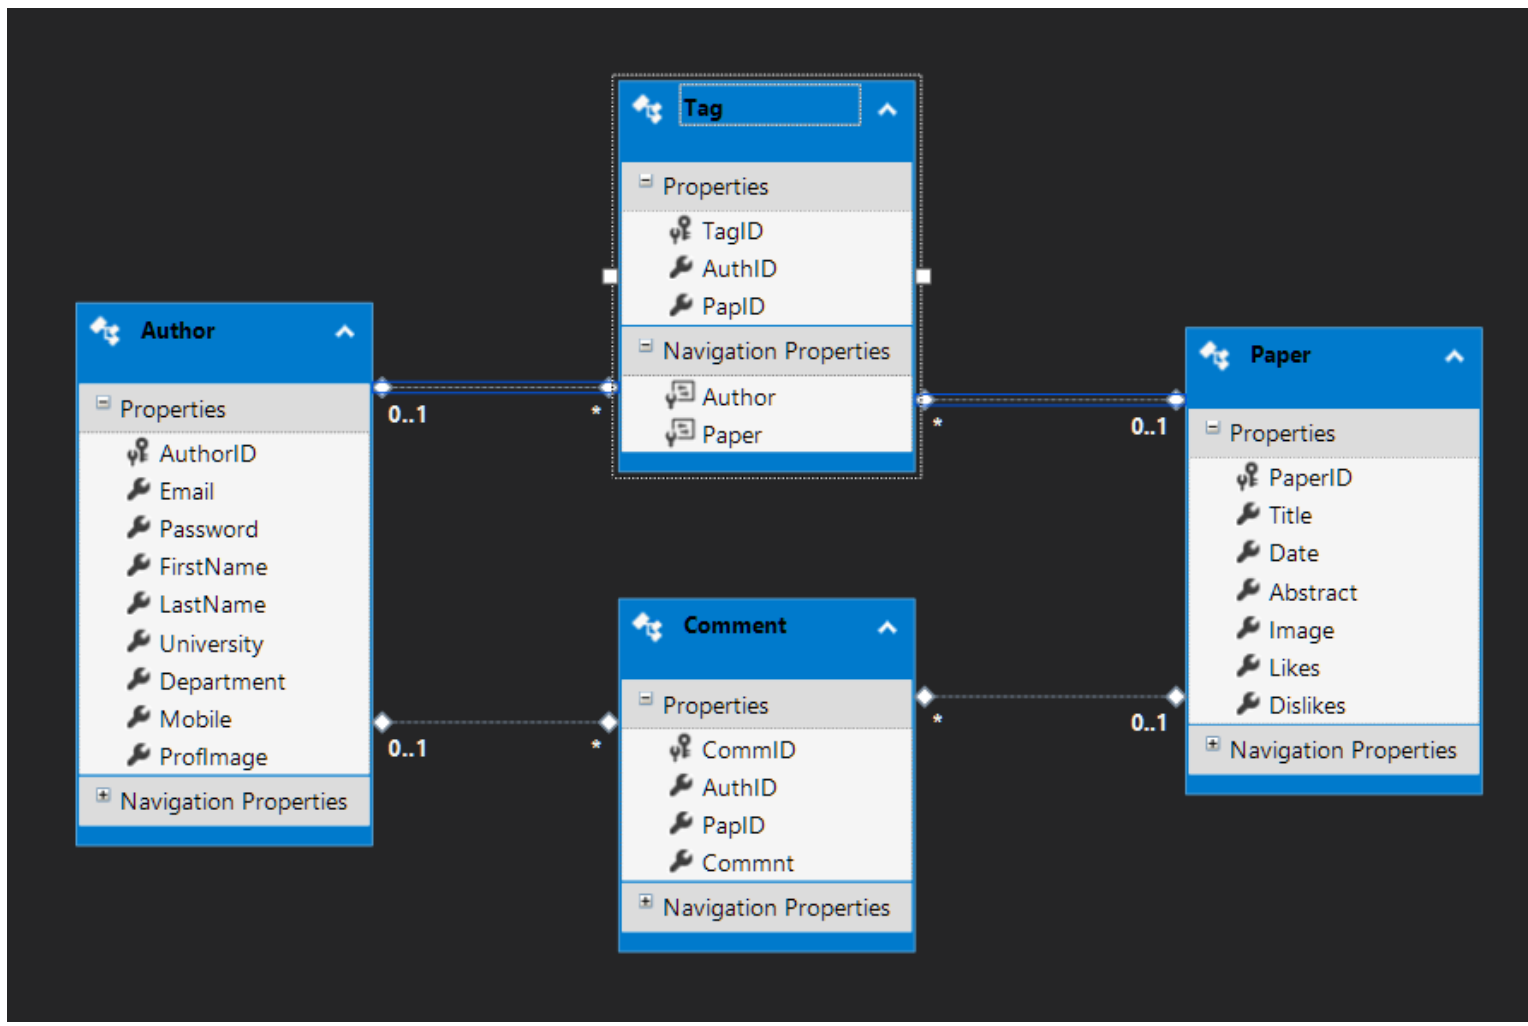 Tag
Properties
TagID
AuthID
PapID
Navigation Properties
Author
Paper
Author
Properties
AuthorID
Email
Password
FirstName
LastName
University
Department
Mobile
ProfImage
Navigation Properties
0..1
*
*
0..1
Paper
Properties
PaperID
Title
Date
Abstract
Image
Likes
Dislikes
Navigation Properties
Comment
Properties
CommID
AuthID
PapID
Commnt
Navigation Properties
0..1
*
*
0..1